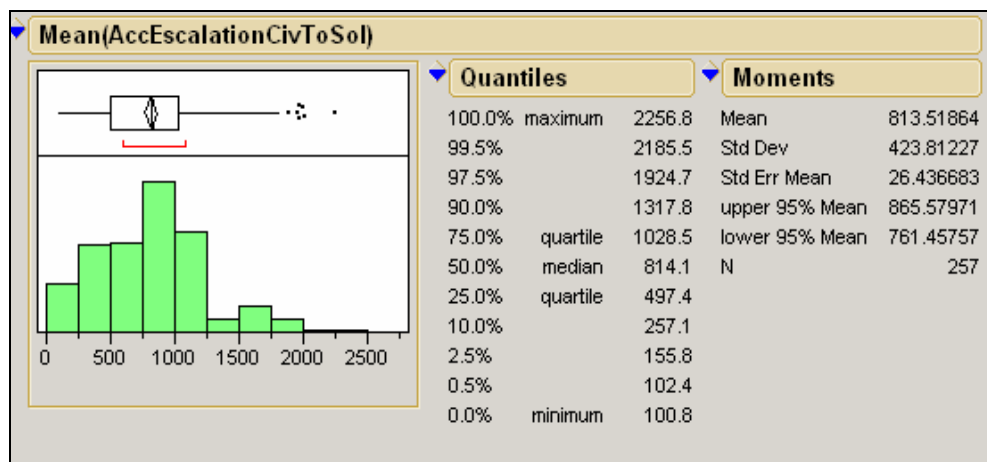 Mean(AccEscalationCivToSol)
0 500 1000 1500 2000 2500
Quantiles
100.0% maximum 2256.8
99.5% 2185.5
97.5% 1924.7
90.0% 1317.8
75.0% quartile 1028.5
50.0% median 814.1
25.0% quartile 497.4
10.0% 257.1
2.5% 155.8
0.5% 102.4
0.0% minimum 100.8
Moments
Mean 813.51864
Std Dev 423.81227
Std Err Mean 26.436683
upper 95% Mean 865.57971
lower 95% Mean 761.45757
N 257